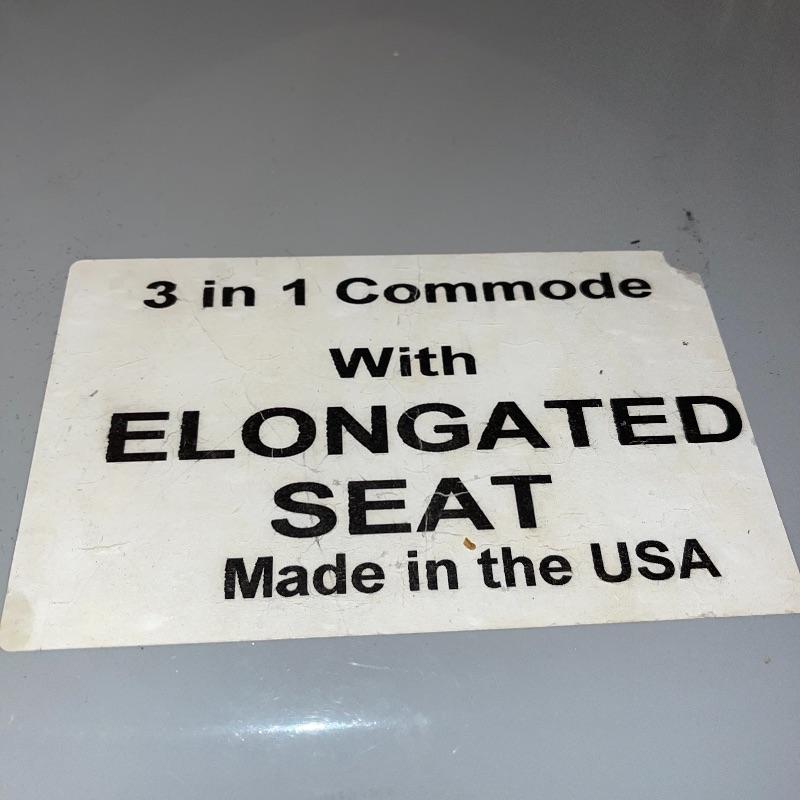 3 in 1 Commode
With
ELONGATED
SEAT
Made in the USA